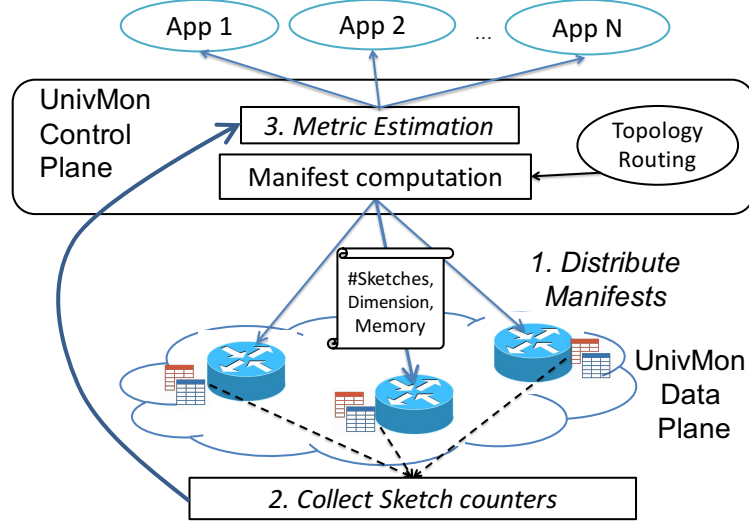 App 1
App 2
...
App N
UnivMon
Control
Plane
3. Metric Estimation
Topology
Routing
Manifest computation
#Sketches,
Dimension,
Memory
1. Distribute
Manifests
UnivMon
Data
Plane
2. Collect Sketch counters